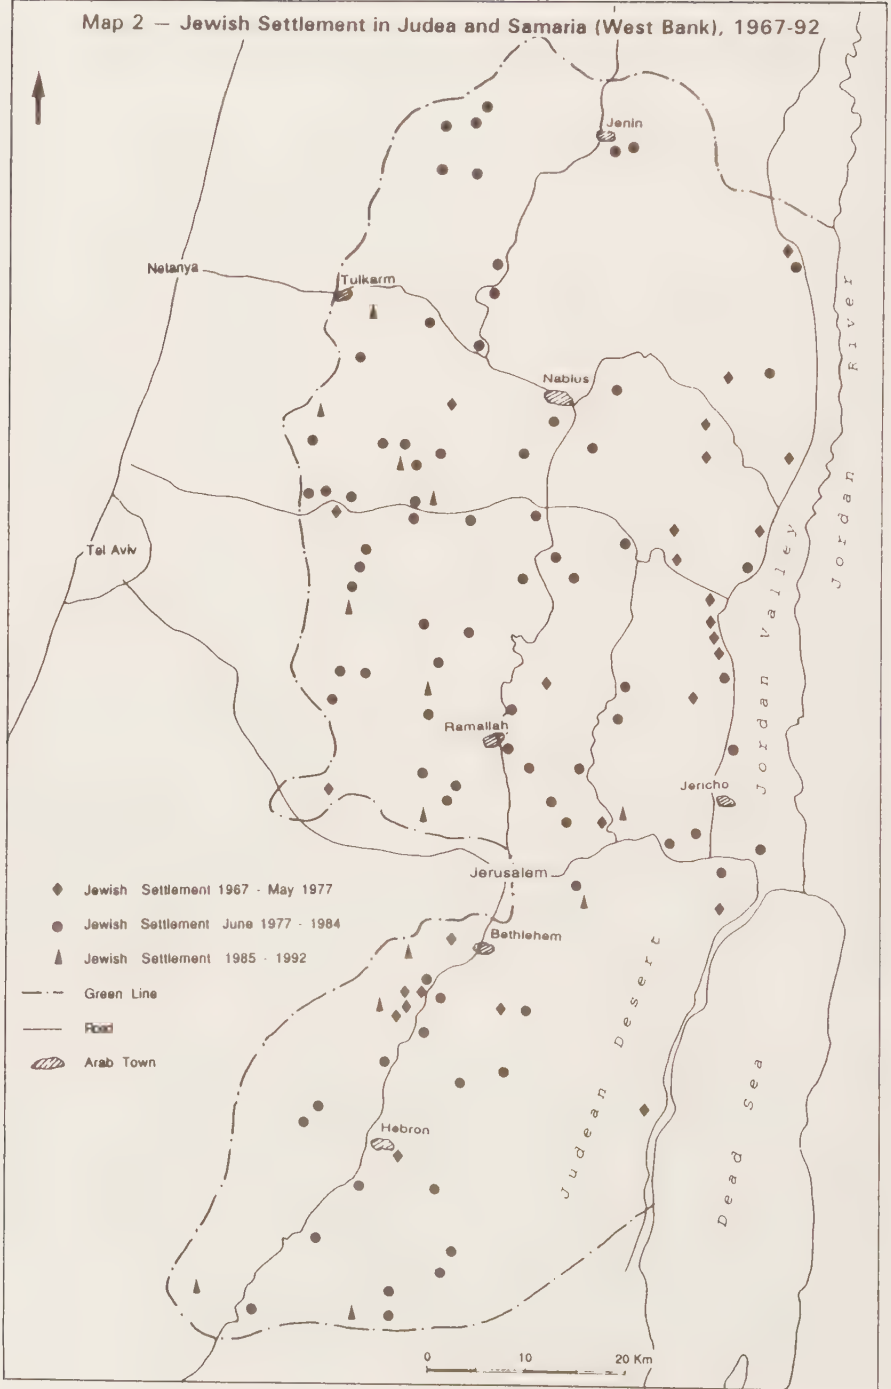 Map 2 — Jewish Settlement in Judea and Samaria (West Bank), 1967-92
Jenin
Netanya
Tulkarm
Nablus
Jordan River
Tel Aviv
Jordan Valley
Ramallah
Jericho
Jerusalem
Jewish Settlement 1967 - May 1977
Jewish Settlement June 1977 - 1984
Jewish Settlement 1985 - 1992
Green Line
Road
Arab Town
Bethlehem
Judean Desert
Dead Sea
Hebron
0 10 20 Km